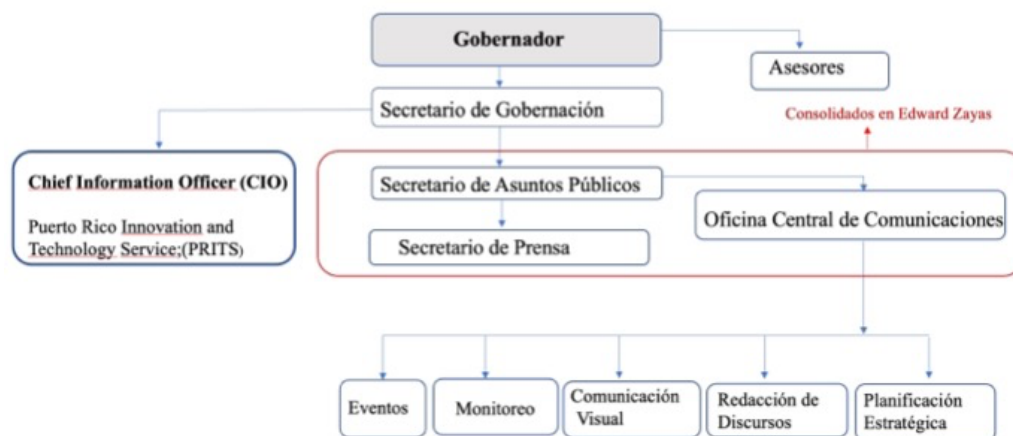 Gobernador
Asesores
Secretario de Gobernación
Consolidados en Edward Zayas
Chief Information Officer (CIO)
Puerto Rico Innovation and
Technology Service;(PRITS)
Secretario de Asuntos Públicos
Oficina Central de Comunicaciones
Secretario de Prensa
Eventos
Monitoreo
Comunicación
Visual
Redacción de
Discursos
Planificación
Estratégica